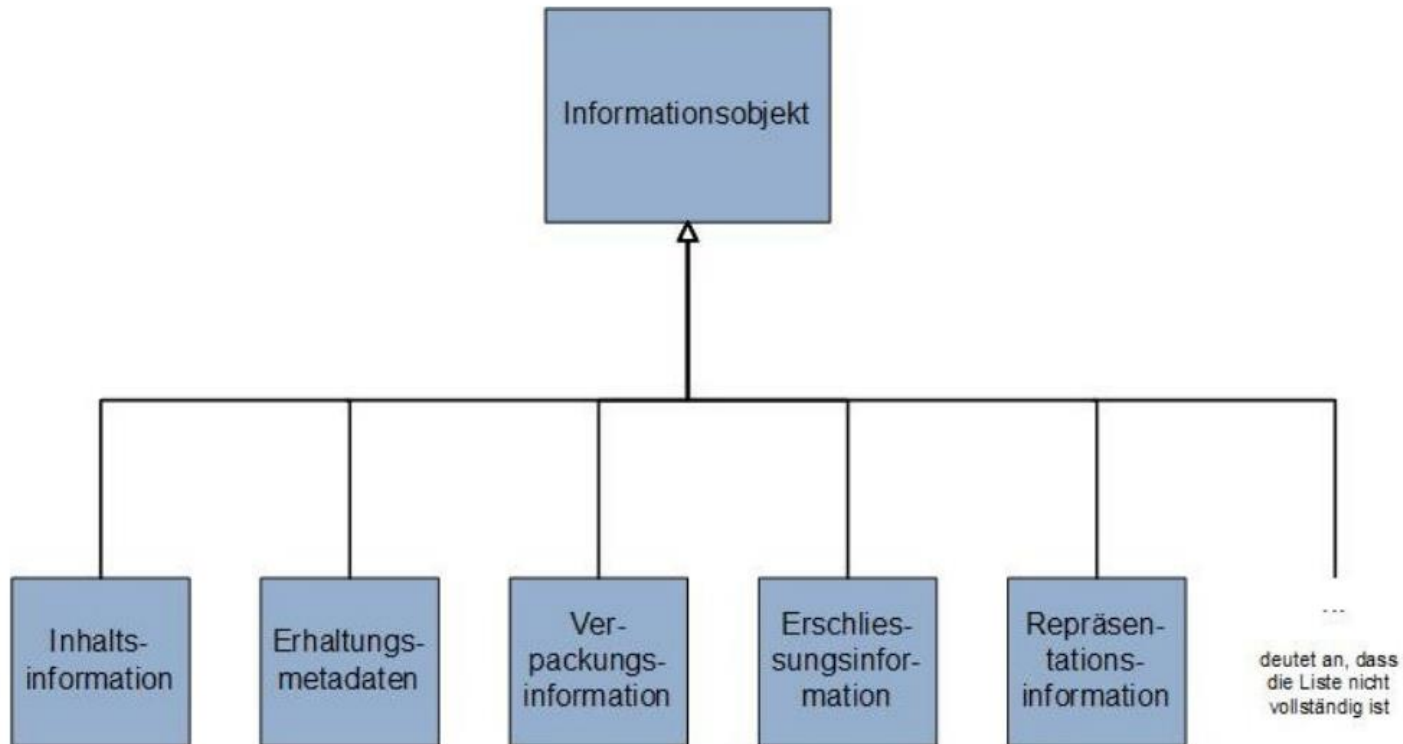 Informationsobjekt
Inhalts-
information
Erhaltungs-
metadaten
Ver-
packungs-
information
Erschlies-
sungsinfor-
mation
Repräsen-
tations-
information
...
deutet an, dass
die Liste nicht
vollständig ist